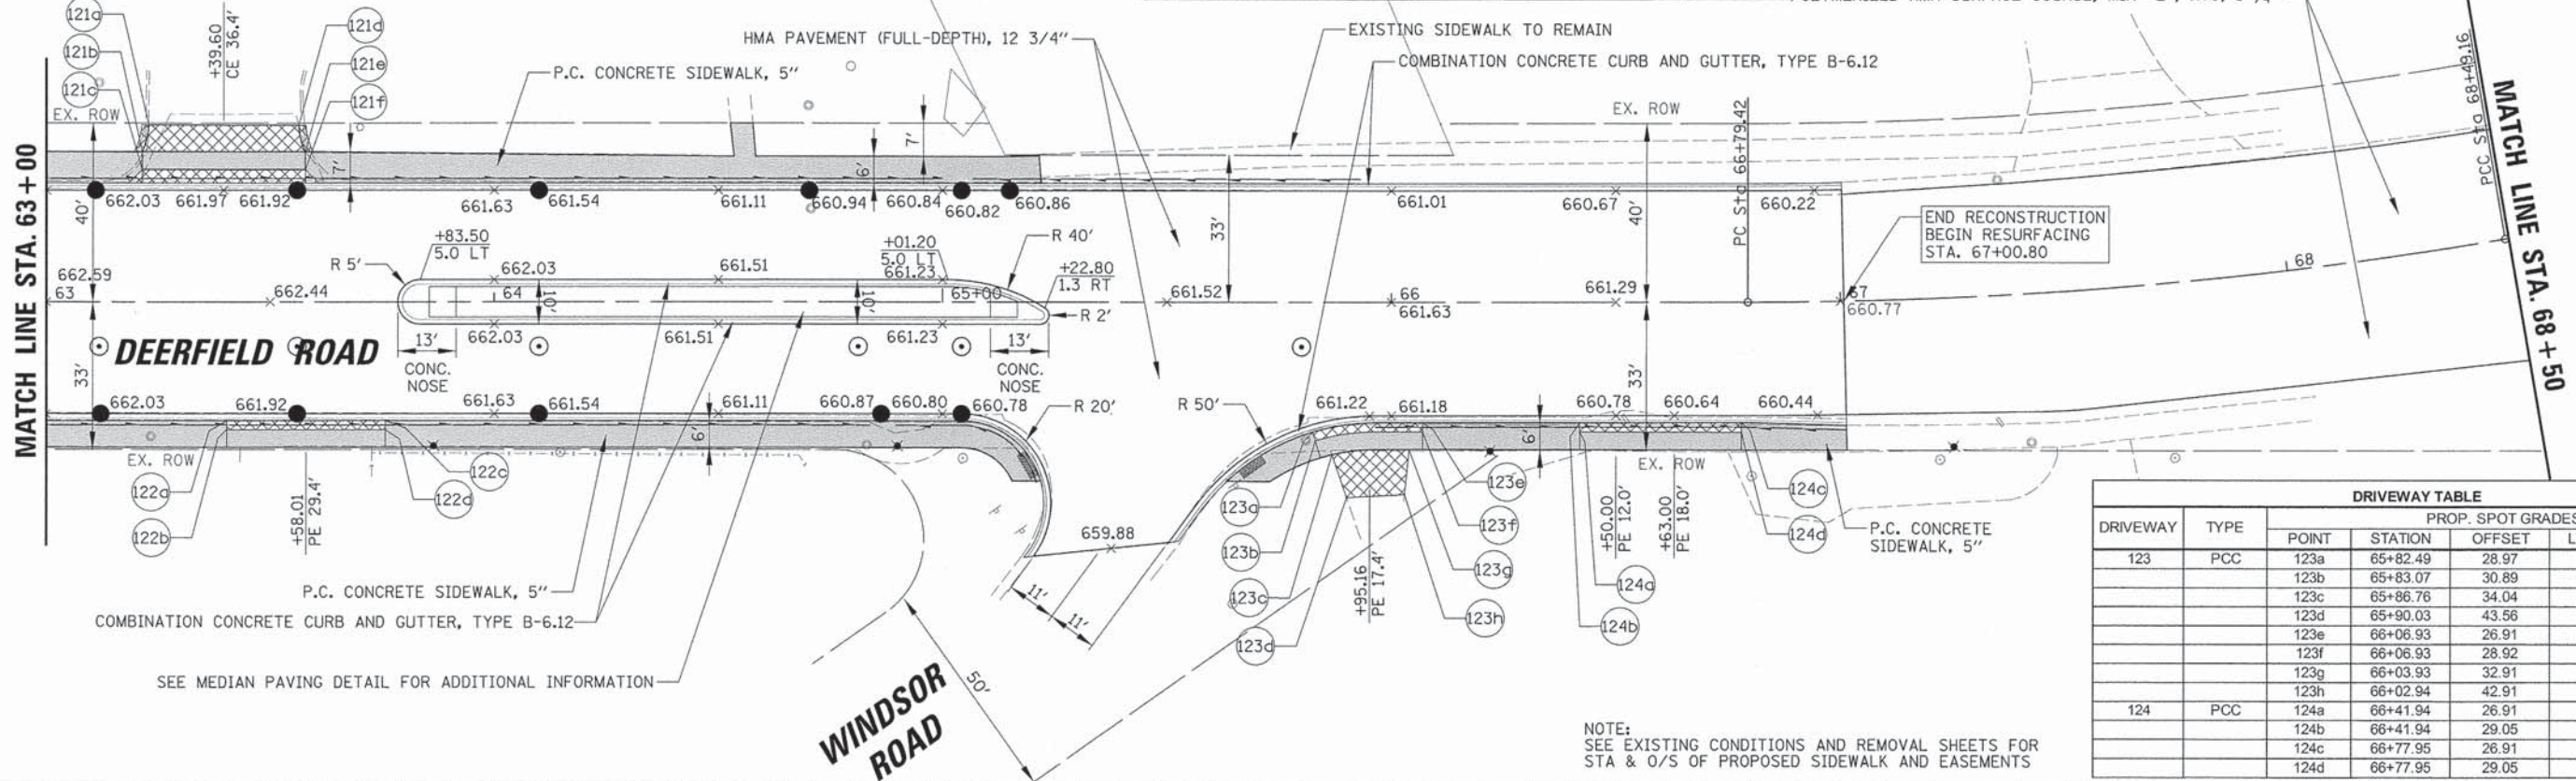 121a
121b
121c
121d
121e
121f
+39.60
CE 36.4'
EX. ROW
HMA PAVEMENT (FULL-DEPTH), 12 3/4"
P.C. CONCRETE SIDEWALK, 5"
EXISTING SIDEWALK TO REMAIN
COMBINATION CONCRETE CURB AND GUTTER, TYPE B-6.12
EX. ROW
PC Sta 66+79.42
PCC Sta 68+49.16
MATCH LINE STA. 68+50
MATCH LINE STA. 63+00
7'
6'
7'
40'
33'
40'
662.03
661.97
661.92
661.63
661.54
661.11
660.94
660.84
660.82
660.86
661.01
660.67
660.22
END RECONSTRUCTION
BEGIN RESURFACING
STA. 67+00.80
+83.50
5.0 LT
+01.20
5.0 LT
R 40'
+22.80
1.3 RT
R 5'
R 2'
662.59
63
662.44
662.03
64
10'
661.51
10'
661.23
65+00
661.52
66
661.63
661.29
67
660.77
68
662.03
661.51
661.23
DEERFIELD ROAD
13'
CONC.
NOSE
13'
CONC.
NOSE
33'
33'
662.03
661.92
661.63
661.54
661.11
660.87
660.80
660.78
R 20'
R 50'
661.22
661.18
660.78
660.64
660.44
6'
6'
EX. ROW
EX. ROW
122a
122b
122c
122d
+58.01
PE 29.4'
123a
123b
123c
123d
123e
123f
123g
123h
+95.16
PE 17.4'
+50.00
PE 12.0'
+63.00
PE 18.0'
124a
124b
124c
124d
P.C. CONCRETE
SIDEWALK, 5"
659.88
11'
11'
50'
P.C. CONCRETE SIDEWALK, 5"
COMBINATION CONCRETE CURB AND GUTTER, TYPE B-6.12
SEE MEDIAN PAVING DETAIL FOR ADDITIONAL INFORMATION
WINDSOR
ROAD
NOTE:
SEE EXISTING CONDITIONS AND REMOVAL SHEETS FOR
STA & O/S OF PROPOSED SIDEWALK AND EASEMENTS
DRIVEWAY TABLE
DRIVEWAY TYPE PROP. SPOT GRADES
POINT STATION OFFSET
123 PCC 123a 65+82.49 28.97
123b 65+83.07 30.89
123c 65+86.76 34.04
123d 65+90.03 43.56
123e 66+06.93 26.91
123f 66+06.93 28.92
123g 66+03.93 32.91
123h 66+02.94 42.91
124 PCC 124a 66+41.94 26.91
124b 66+41.94 29.05
124c 66+77.95 26.91
124d 66+77.95 29.05